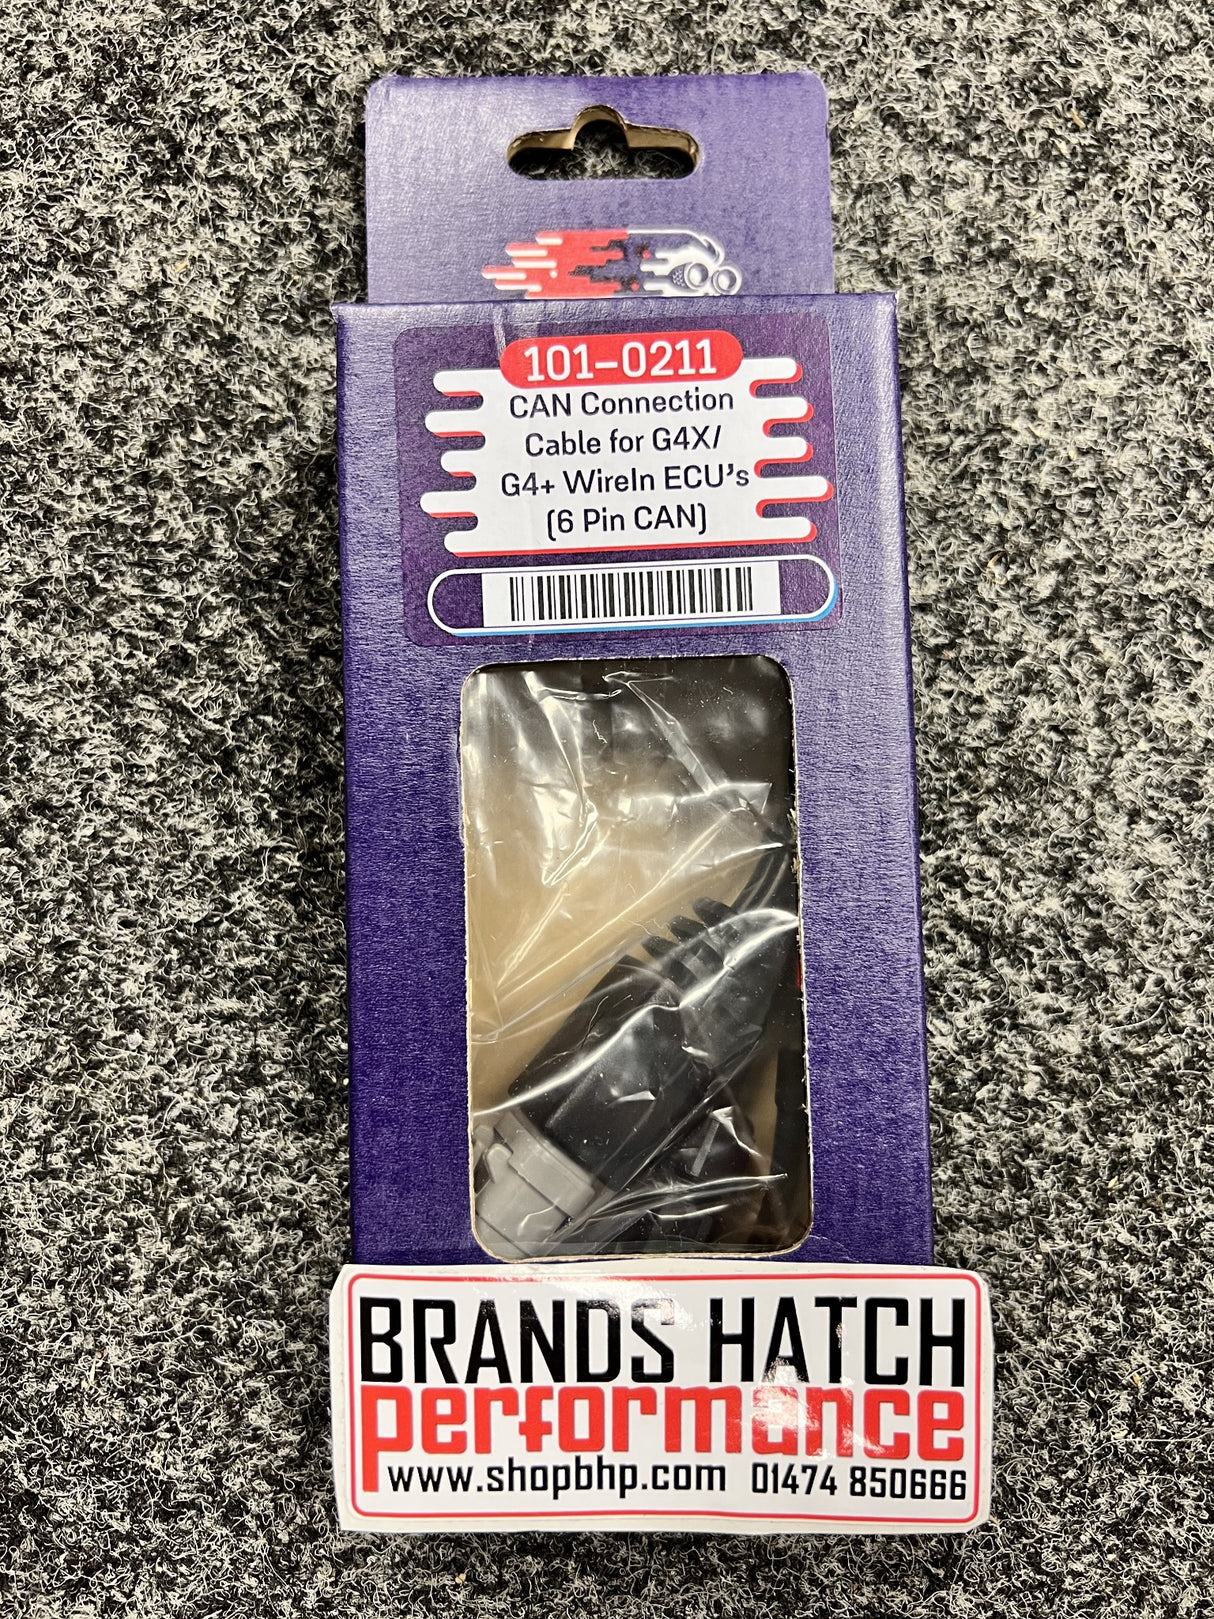 101-0211
CAN Connection
Cable for G4X/
G4+ WireIn ECU's
(6 Pin CAN)
BRANDS HATCH
performance
www.shopbhp.com 01474 850666